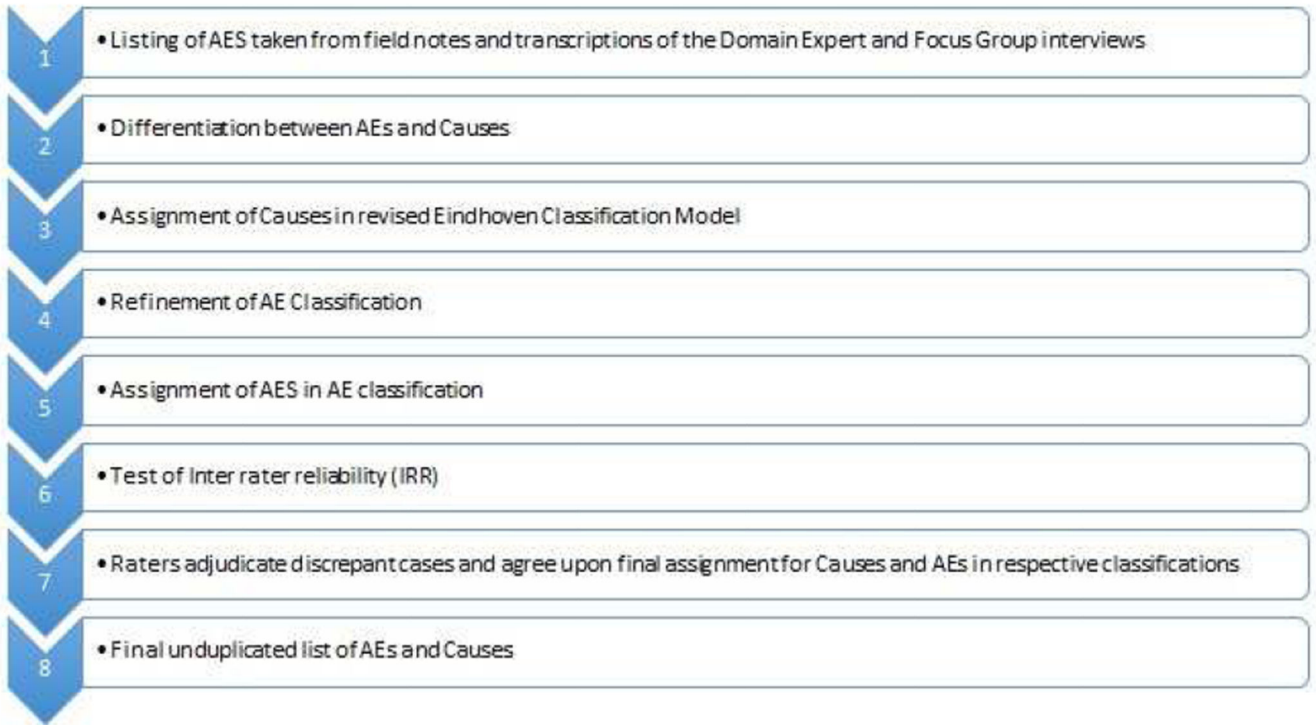 1
• Listing of AES taken from field notes and transcriptions of the Domain Expert and Focus Group interviews
2
• Differentiation between AEs and Causes
3
• Assignment of Causes in revised Eindhoven Classification Model
4
• Refinement of AE Classification
5
• Assignment of AES in AE classification
6
• Test of Inter rater reliability (IRR)
7
• Raters adjudicate discrepant cases and agree upon final assignment for Causes and AEs in respective classifications
8
• Final unduplicated list of AEs and Causes